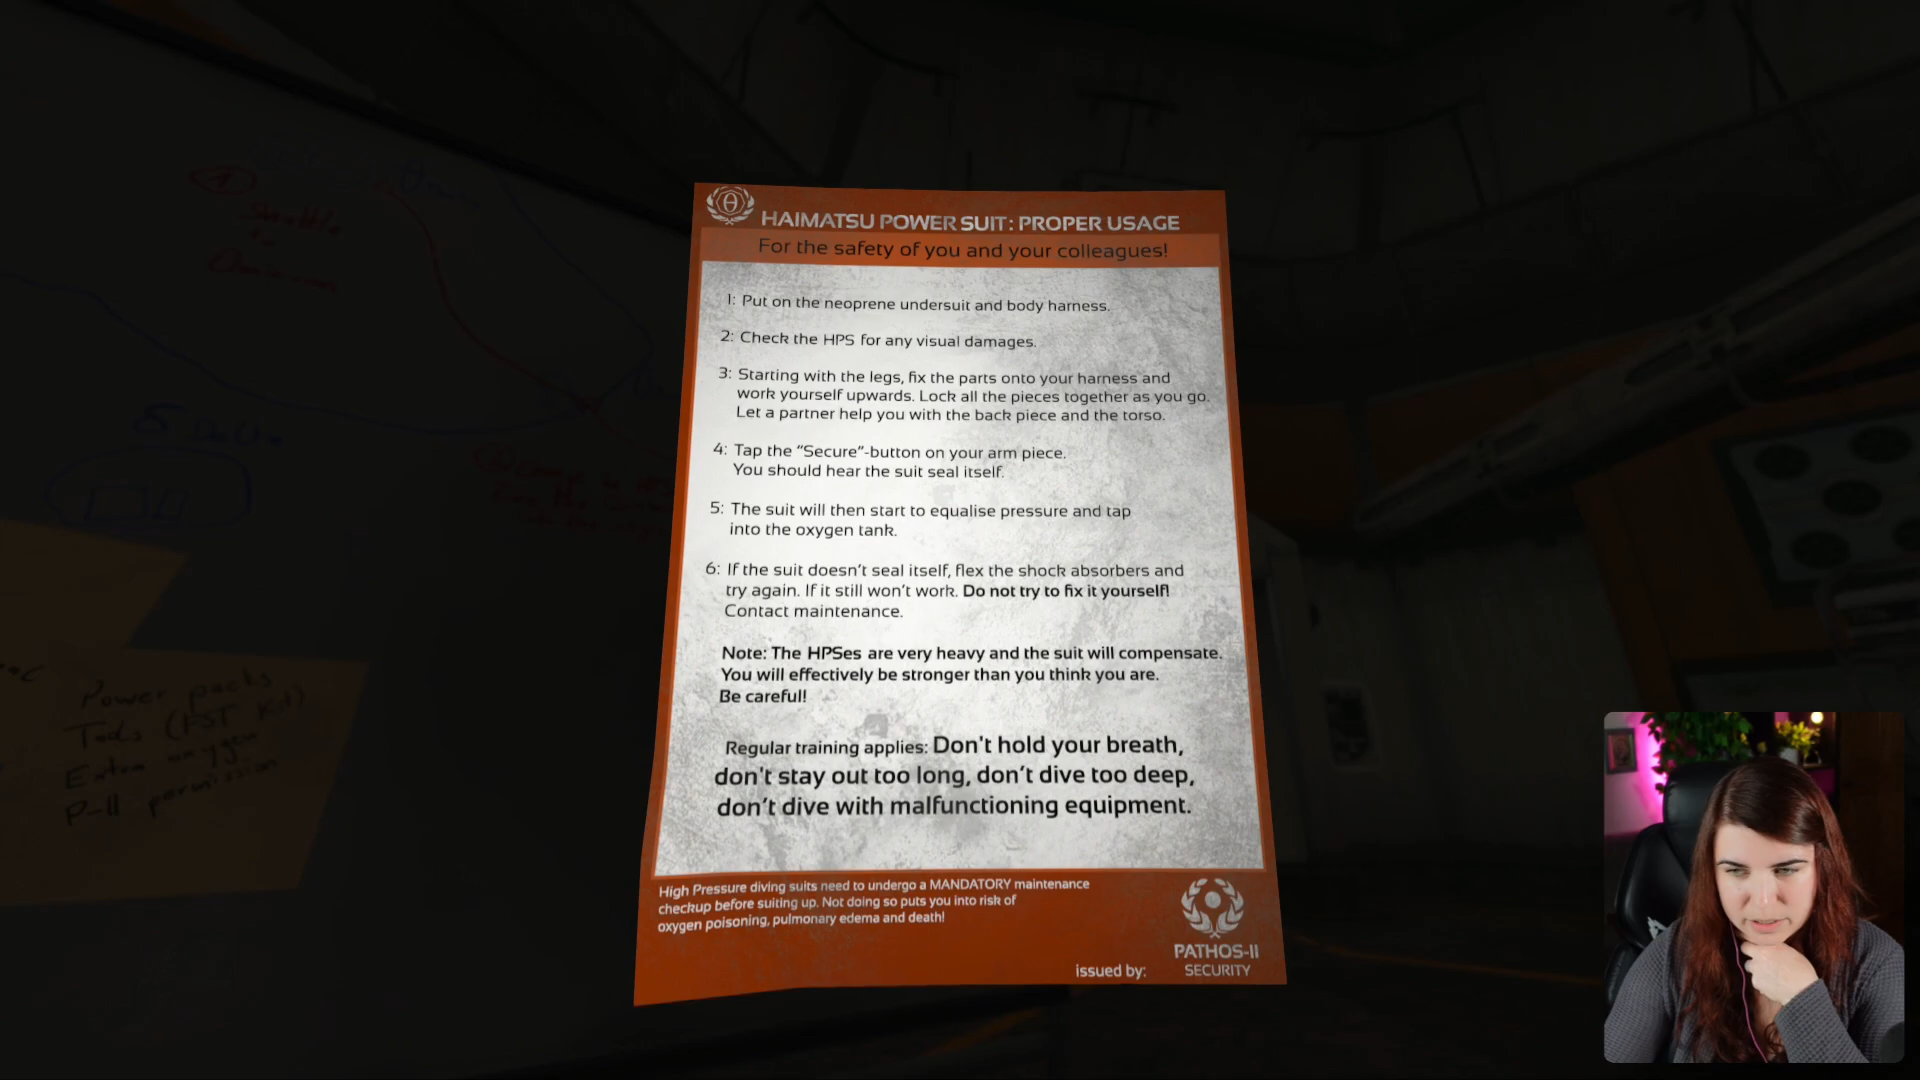 HAIMATSU POWER SUIT: PROPER USAGE
For the safety of you and your colleagues!
1: Put on the neoprene undersuit and body harness.
2: Check the HPS for any visual damages.
3: Starting with the legs, fix the parts onto your harness and
work yourself upwards. Lock all the pieces together as you go.
Let a partner help you with the back piece and the torso.
4: Tap the "Secure"-button on your arm piece.
You should hear the suit seal itself.
5: The suit will then start to equalise pressure and tap
into the oxygen tank.
6: If the suit doesn't seal itself, flex the shock absorbers and
try again. If it still won't work. Do not try to fix it yourself!
Contact maintenance.
Note: The HPSes are very heavy and the suit will compensate.
You will effectively be stronger than you think you are.
Be careful!
Regular training applies: Don't hold your breath,
don't stay out too long, don't dive too deep,
don't dive with malfunctioning equipment.
High Pressure diving suits need to undergo a MANDATORY maintenance
checkup before suiting up. Not doing so puts you into risk of
oxygen poisoning, pulmonary edema and death!
issued by:
PATHOS-II
SECURITY
Power packs
Extra oxygen
P-II permission